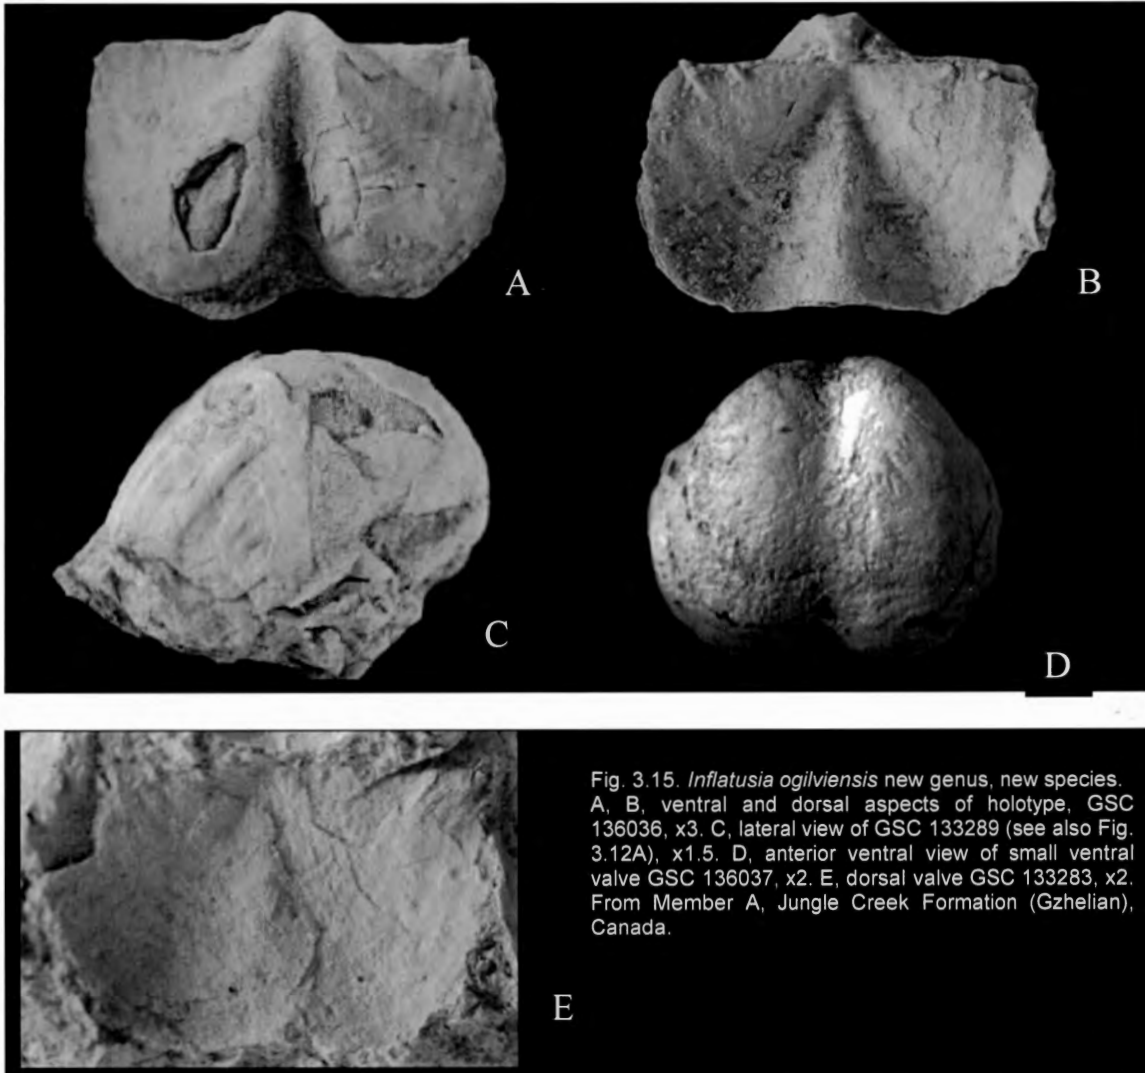 A
B
C
D
Fig. 3.15. Inflatusia ogilviensis new genus, new species.
A, B, ventral and dorsal aspects of holotype, GSC
136036, x3. C, lateral view of GSC 133289 (see also Fig.
3.12A), x1.5. D, anterior ventral view of small ventral
valve GSC 136037, x2. E, dorsal valve GSC 133283, x2.
From Member A, Jungle Creek Formation (Gzhelian),
Canada.
E